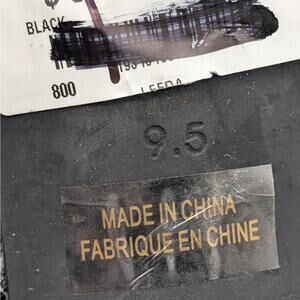 BLACK
800
9.5
MADE IN CHINA
FABRIQUE EN CHINE